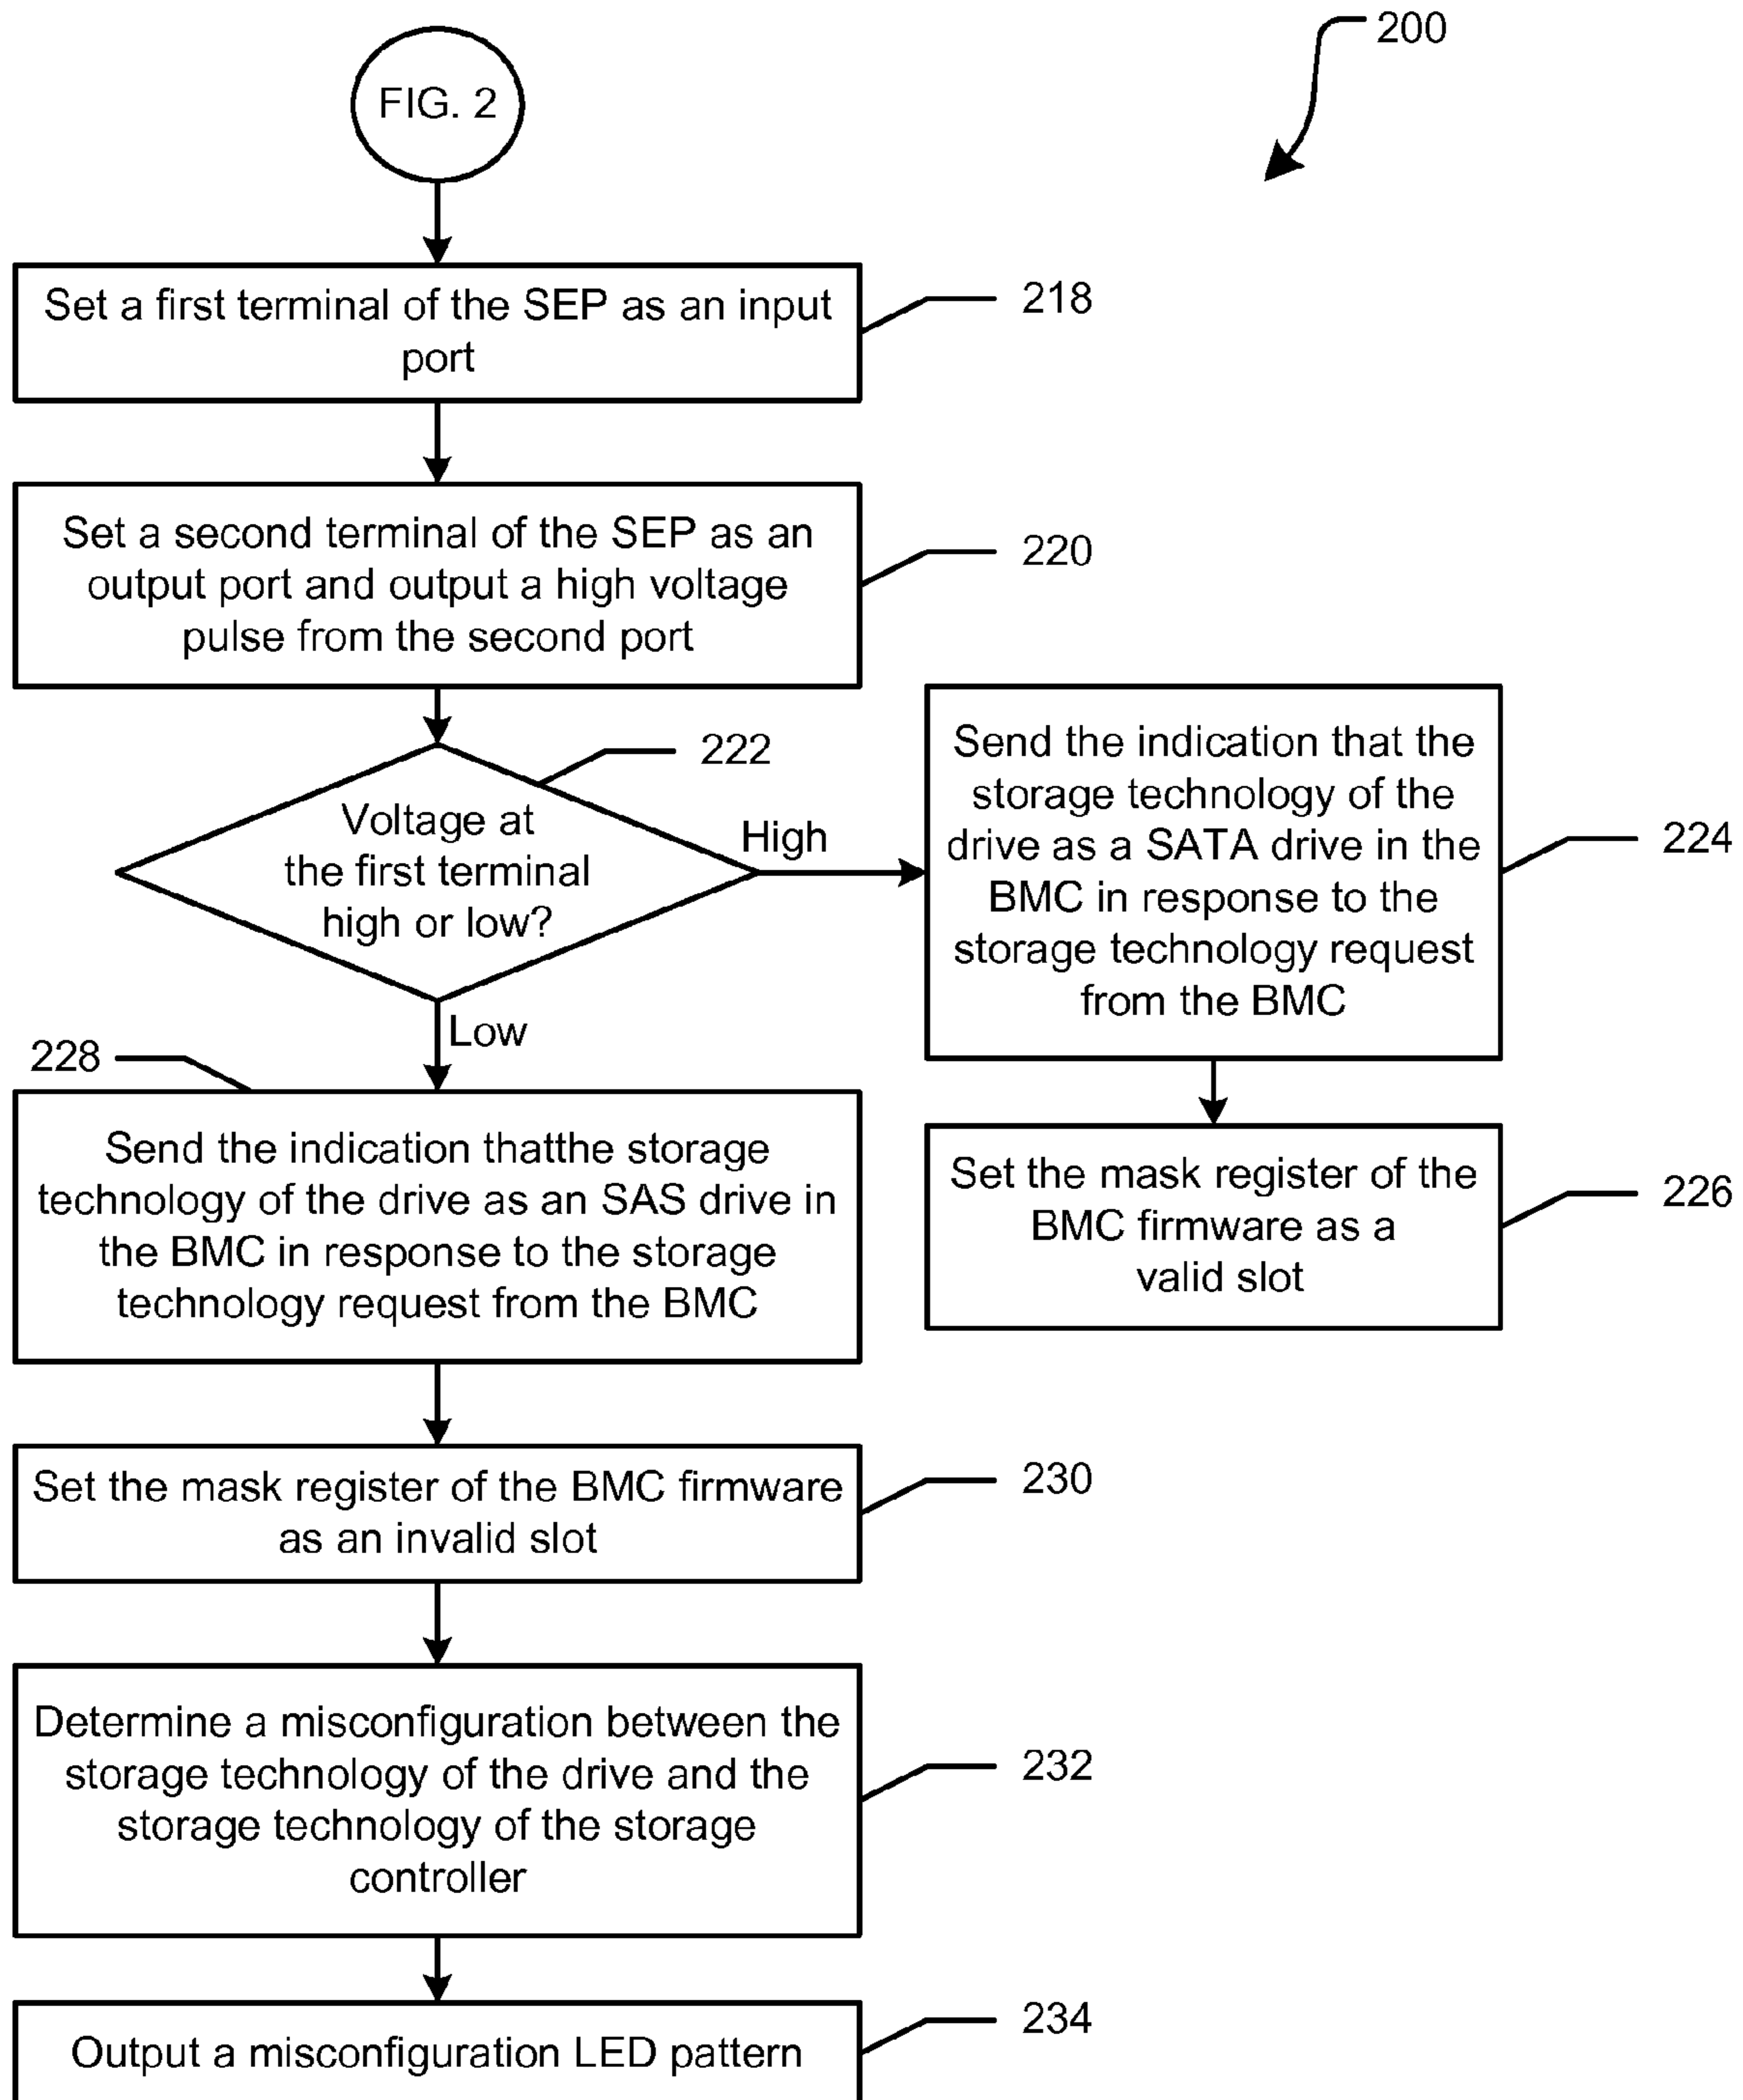 200
FIG. 2
Set a first terminal of the SEP as an input
port
218
Set a second terminal of the SEP as an
output port and output a high voltage
pulse from the second port
220
222
Voltage at
the first terminal
high or low?
High
Send the indication that the
storage technology of the
drive as a SATA drive in the
BMC in response to the
storage technology request
from the BMC
224
Low
228
Send the indication thatthe storage
technology of the drive as an SAS drive in
the BMC in response to the storage
technology request from the BMC
Set the mask register of the
BMC firmware as a
valid slot
226
Set the mask register of the BMC firmware
as an invalid slot
230
Determine a misconfiguration between the
storage technology of the drive and the
storage technology of the storage
controller
232
Output a misconfiguration LED pattern
234